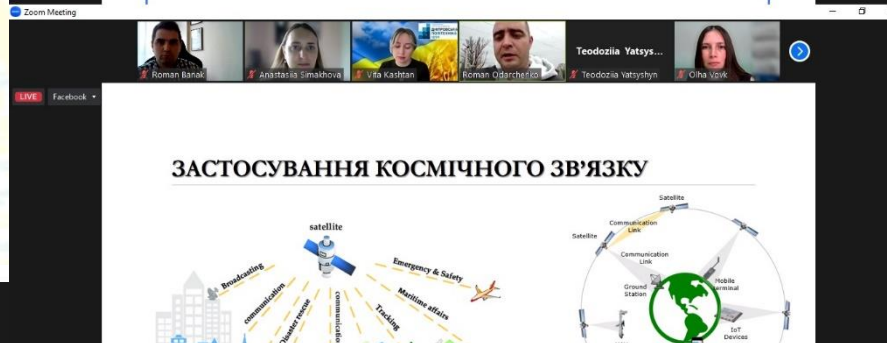 Zoom Meeting
Roman Banak
Anastasiia Simakhova
Vita Kashtan
Roman Odarchenko
Teodoziia Yatsys...
Teodoziia Yatsyshyn
Olha Vovk
LIVE
Facebook
ЗАСТОСУВАННЯ КОСМІЧНОГО ЗВ’ЯЗКУ
satellite
Broadcasting
communication
Disaster rescue
communication
Tracking
Maritime affairs
Emergency & Safety
Satellite
Communication
Link
Satellite
Communication
Link
Ground
Station
Mobile
Terminal
IoT
Devices